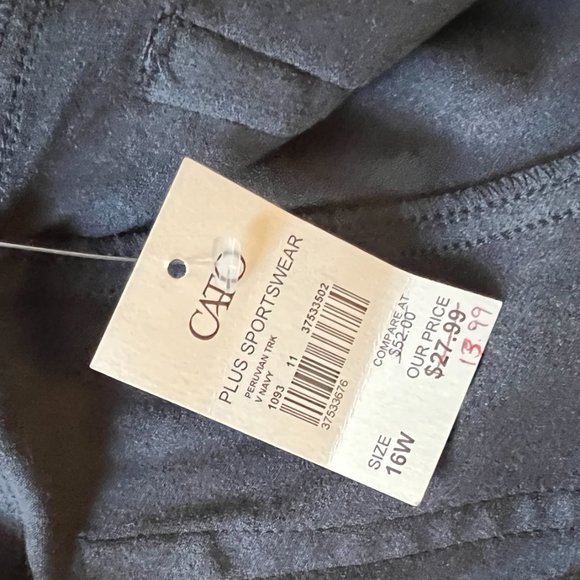 CATO
PLUS SPORTSWEAR
PERUVIAN TRK
V.NAVY
1093 11 37533502
37533676
COMPARE AT
$52.00
OUR PRICE
$27.99
13.99
SIZE
16W